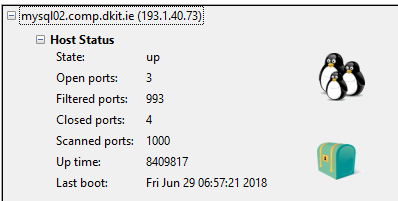 mysql02.comp.dkit.ie (193.1.40.73)
Host Status
State: up
Open ports: 3
Filtered ports: 993
Closed ports: 4
Scanned ports: 1000
Up time: 8409817
Last boot: Fri Jun 29 06:57:21 2018